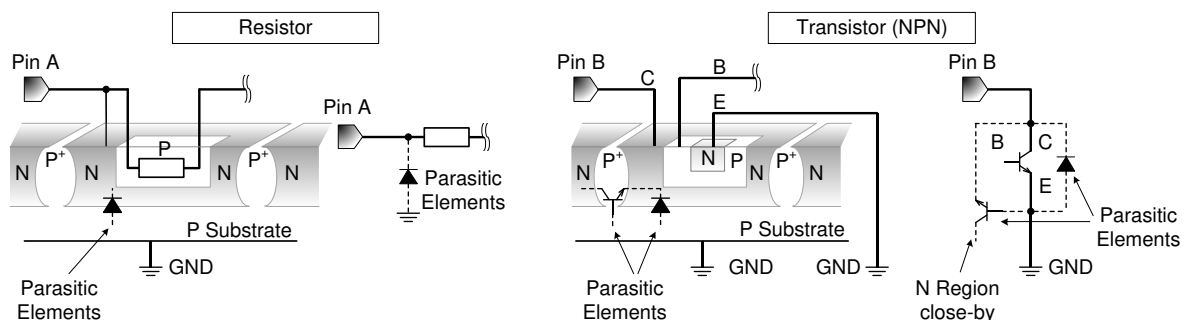 Resistor
Transistor (NPN)
Pin A
Pin A
P
N
P+
N
N
P+
N
Parasitic
Elements
P Substrate
GND
Parasitic
Elements
Pin B
C
B
E
N
P+
N
N
P
N
P+
N
P Substrate
GND
GND
Parasitic
Elements
Pin B
B
C
E
Parasitic
Elements
GND
N Region
close-by